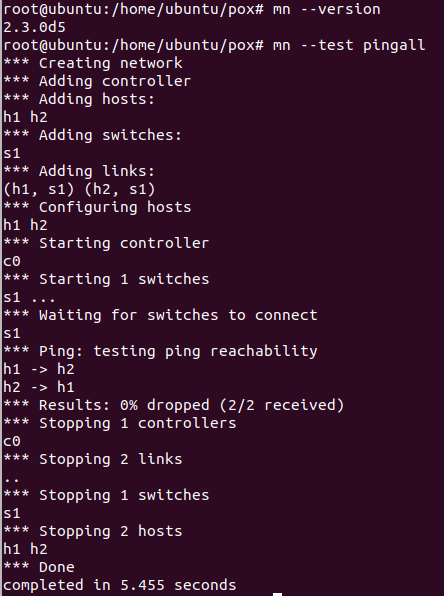 root@ubuntu:/home/ubuntu/pox# mn --version
2.3.0d5
root@ubuntu:/home/ubuntu/pox# mn --test pingall
*** Creating network
*** Adding controller
*** Adding hosts:
h1 h2
*** Adding switches:
s1
*** Adding links:
(h1, s1) (h2, s1)
*** Configuring hosts
h1 h2
*** Starting controller
c0
*** Starting 1 switches
s1 ...
*** Waiting for switches to connect
s1
*** Ping: testing ping reachability
h1 -> h2
h2 -> h1
*** Results: 0% dropped (2/2 received)
*** Stopping 1 controllers
c0
*** Stopping 2 links
..
*** Stopping 1 switches
s1
*** Stopping 2 hosts
h1 h2
*** Done
completed in 5.455 seconds